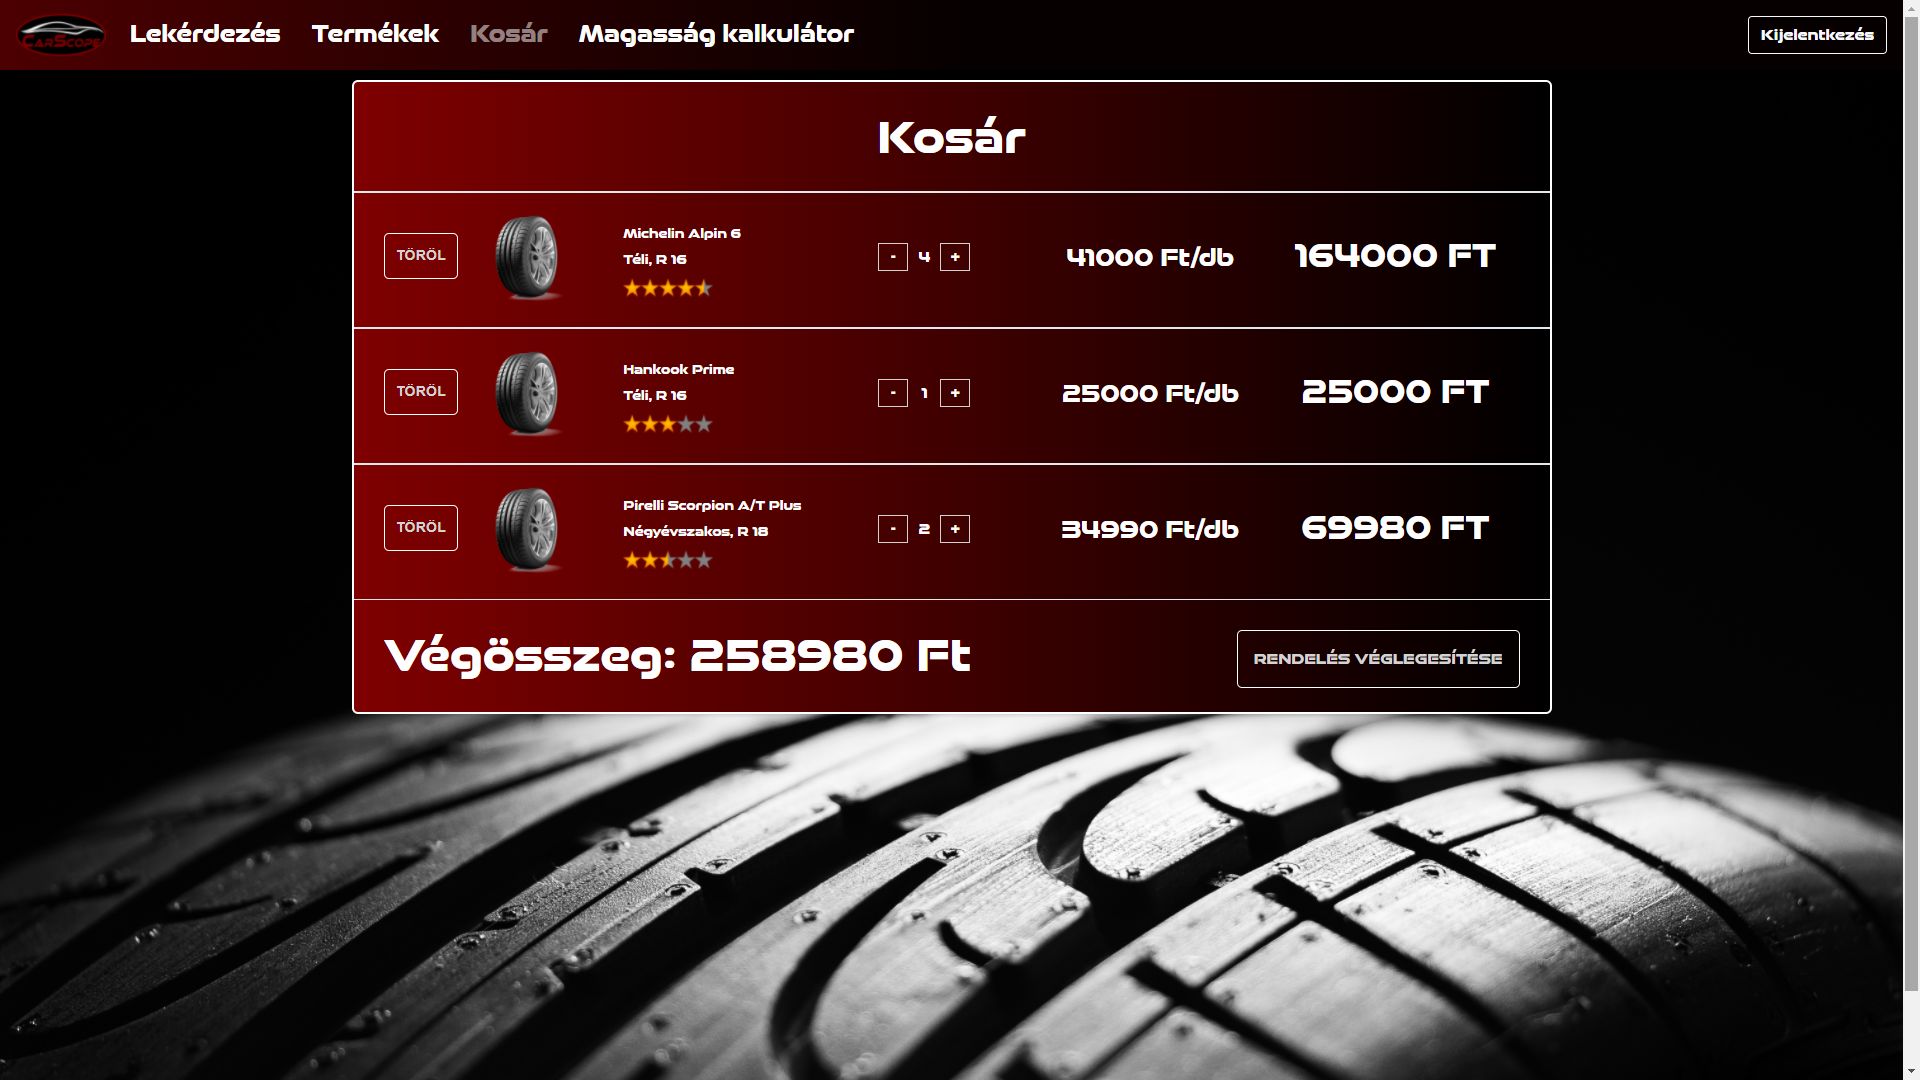 CARSCOPE
Lekérdezés
Termékek
Kosár
Magasság kalkulátor
Kijelentkezés
Kosár
TÖRÖL
Michelin Alpin 6
Téli, R 16
- 4 +
41000 Ft/db
164000 FT
TÖRÖL
Hankook Prime
Téli, R 16
- 1 +
25000 Ft/db
25000 FT
TÖRÖL
Pirelli Scorpion A/T Plus
Négyévszakos, R 18
- 2 +
34990 Ft/db
69980 FT
Végösszeg: 258980 Ft
RENDELÉS VÉGLEGESÍTÉSE